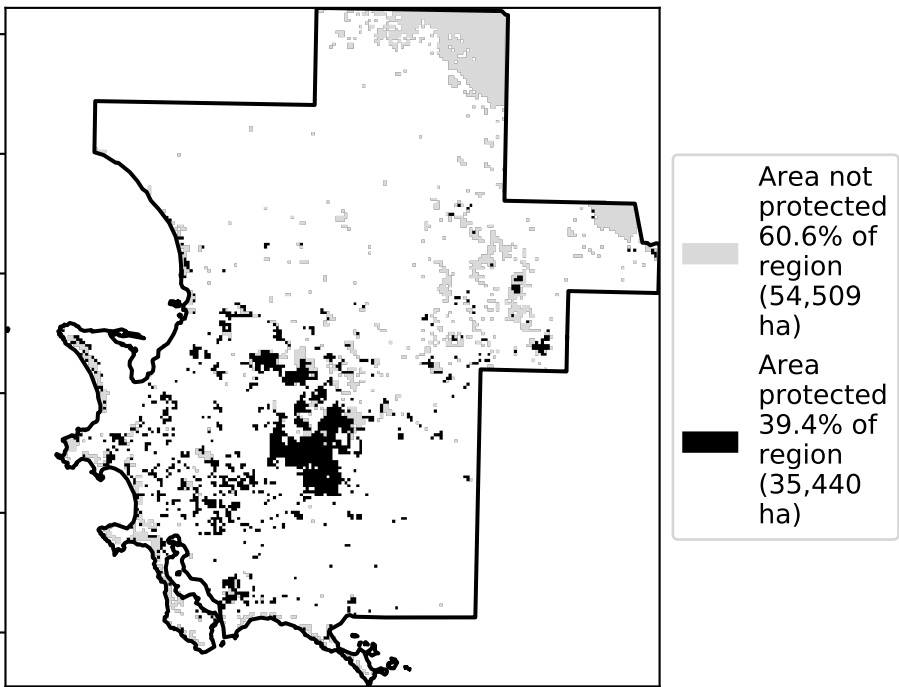 Area not
protected
60.6% of
region
(54,509
ha)
Area
protected
39.4% of
region
(35,440
ha)